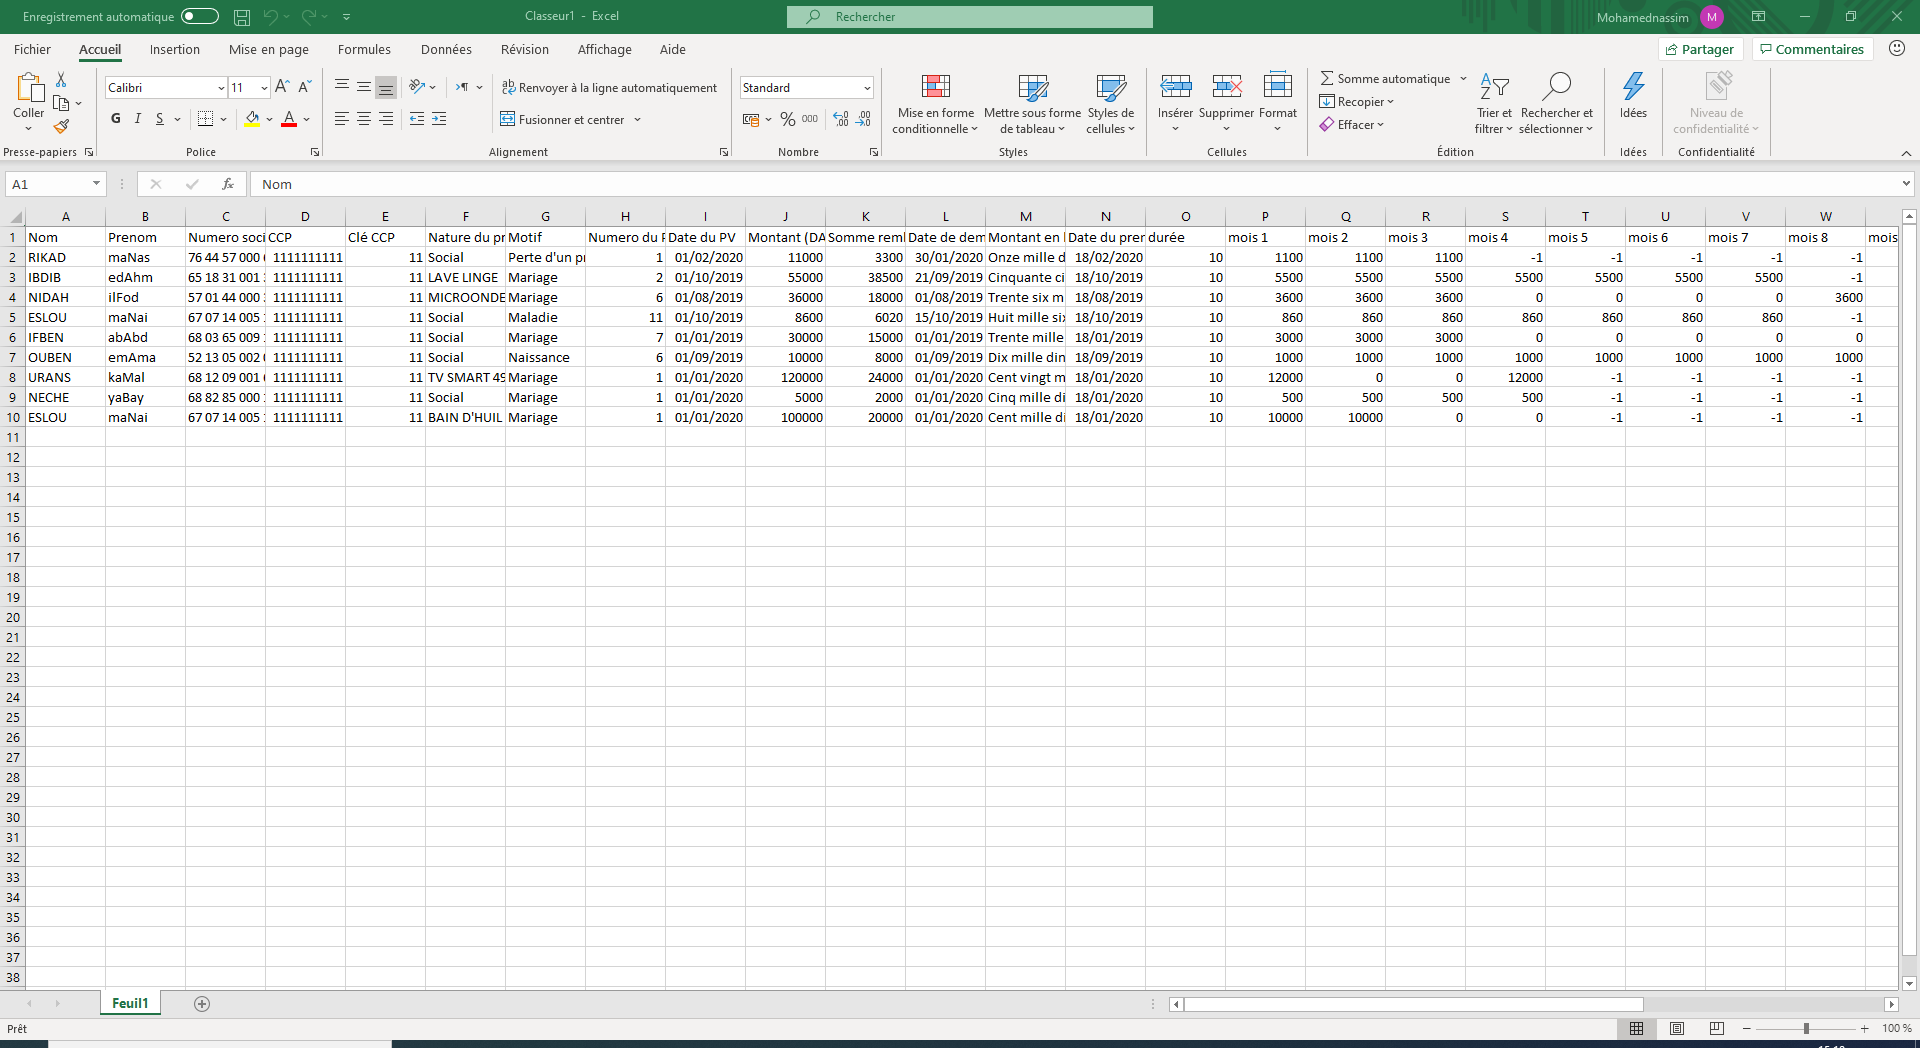 Enregistrement automatique
Classeur1 - Excel
Rechercher
Mohamednassim M
Fichier Accueil Insertion Mise en page Formules Données Révision Affichage Aide
Partager Commentaires
Coller
Presse-papiers
Calibri 11
G I S
Police
Renvoyer à la ligne automatiquement
Fusionner et centrer
Alignement
Standard
% 000
Nombre
Mise en forme conditionnelle
Mettre sous forme de tableau
Styles de cellules
Styles
Insérer Supprimer Format
Cellules
Somme automatique
Recopier
Effacer
Trier et filtrer
Rechercher et sélectionner
Édition
Idées
Idées
Niveau de confidentialité
Confidentialité
A1 fx Nom
A B C D E F G H I J K L M N O P Q R S T U V W
1 Nom Prenom Numero soci CCP Clé CCP Nature du pr Motif Numero du P Date du PV Montant (DA Somme reml Date de dem Montant en l Date du prer durée mois 1 mois 2 mois 3 mois 4 mois 5 mois 6 mois 7 mois 8 mois
2 RIKAD maNas 76 44 57 000 1111111111 11 Social Perte d'un pr 1 01/02/2020 11000 3300 30/01/2020 Onze mille d 18/02/2020 10 1100 1100 1100 -1 -1 -1 -1 -1
3 IBDIB edAhm 65 18 31 001 1111111111 11 LAVE LINGE Mariage 2 01/10/2019 55000 38500 21/09/2019 Cinquante ci 18/10/2019 10 5500 5500 5500 5500 5500 5500 5500 -1
4 NIDAH ilFod 57 01 44 000 1111111111 11 MICROONDE Mariage 6 01/08/2019 36000 18000 01/08/2019 Trente six m 18/08/2019 10 3600 3600 3600 0 0 0 0 3600
5 ESLOU maNai 67 07 14 005 1111111111 11 Social Maladie 11 01/10/2019 8600 6020 15/10/2019 Huit mille six 18/10/2019 10 860 860 860 860 860 860 860 -1
6 IFBEN abAbd 68 03 65 009 1111111111 11 Social Mariage 7 01/09/2019 30000 15000 01/09/2019 Trente mille 18/09/2019 10 3000 3000 3000 0 0 0 0 0
7 OUBEN emAma 52 13 05 002 1111111111 11 Social Naissance 6 01/09/2019 10000 8000 01/09/2019 Dix mille din 18/09/2019 10 1000 1000 1000 1000 1000 1000 1000 1000
8 URANS kaMal 68 12 09 001 1111111111 11 TV SMART 49 Mariage 1 01/01/2020 120000 24000 01/01/2020 Cent vingt m 18/01/2020 10 12000 0 0 12000 -1 -1 -1 -1
9 NECHE yaBay 68 82 85 000 1111111111 11 Social Mariage 1 01/01/2020 5000 2000 01/01/2020 Cinq mille di 18/01/2020 10 500 500 500 500 -1 -1 -1 -1
10 ESLOU maNai 67 07 14 005 1111111111 11 BAIN D'HUIL Mariage 1 01/01/2020 100000 20000 01/01/2020 Cent mille di 18/01/2020 10 10000 10000 0 0 -1 -1 -1 -1
11
12
13
14
15
16
17
18
19
20
21
22
23
24
25
26
27
28
29
30
31
32
33
34
35
36
37
38
Feuil1
Prêt
100 %